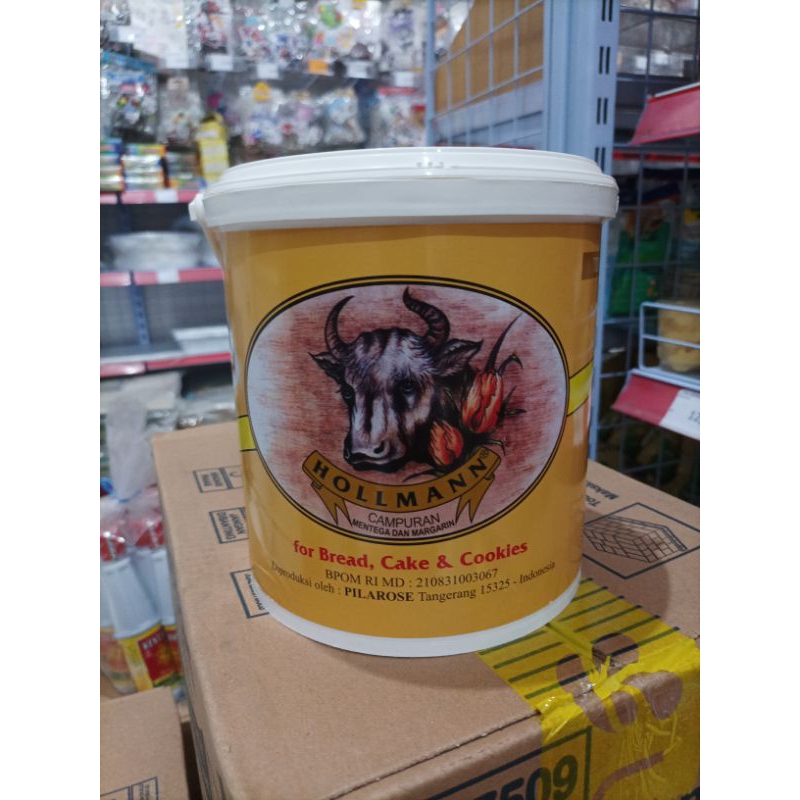 HOLLMANN
CAMPURAN
MENTEGA DAN MARGARIN
for Bread, Cake & Cookies
BPOM RI MD : 210831003067
Diproduksi oleh : PILAROSE Tangerang 15325 - Indonesia